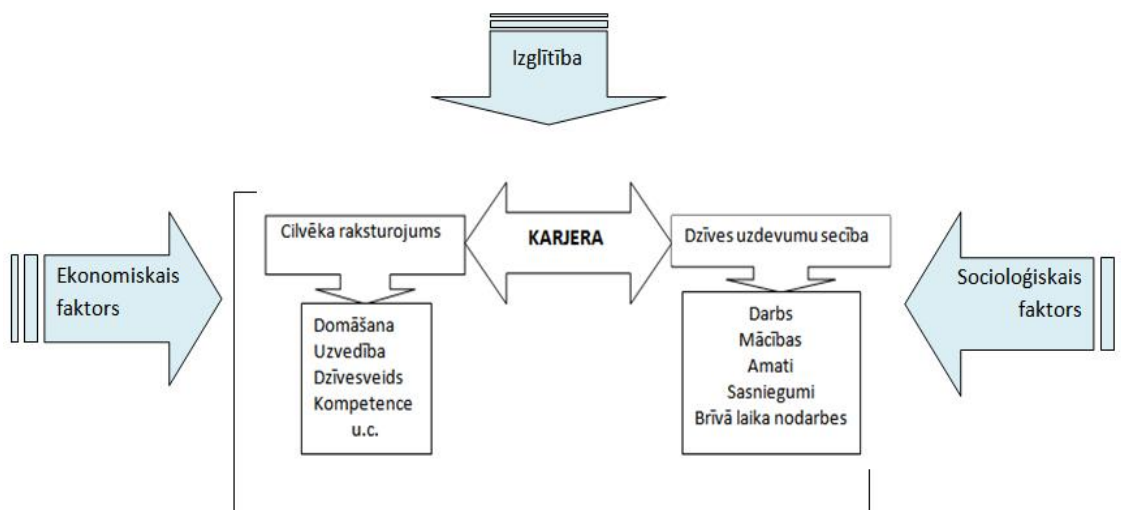 Izglītība
Cilvēka raksturojums
KARJERA
Dzīves uzdevumu secība
Ekonomiskais
faktors
Domāšana
Uzvedība
Dzīvesveids
Kompetence
u.c.
Darbs
Mācības
Amati
Sasniegumi
Brīvā laika nodarbes
Socioloģiskais
faktors